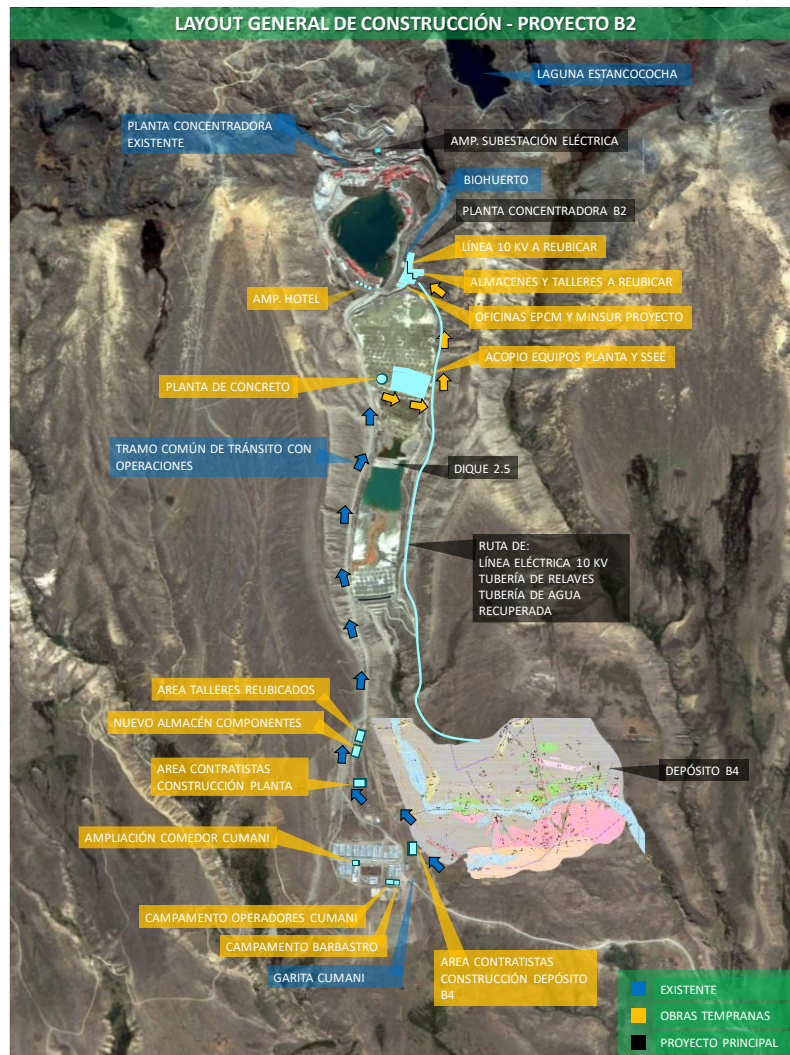 LAYOUT GENERAL DE CONSTRUCCIÓN - PROYECTO B2
LAGUNA ESTANCOCOCHA
PLANTA CONCENTRADORA
EXISTENTE
AMP. SUBESTACIÓN ELÉCTRICA
BIOHUERTO
PLANTA CONCENTRADORA B2
LÍNEA 10 KV A REUBICAR
ALMACENES Y TALLERES A REUBICAR
AMP. HOTEL
OFICINAS EPCM Y MINSUR PROYECTO
ACOPIO EQUIPOS PLANTA Y SSEE
PLANTA DE CONCRETO
TRAMO COMÚN DE TRÁNSITO CON
OPERACIONES
DIQUE 2.5
RUTA DE:
LÍNEA ELÉCTRICA 10 KV
TUBERÍA DE RELAVES
TUBERÍA DE AGUA
RECUPERADA
AREA TALLERES REUBICADOS
NUEVO ALMACÉN COMPONENTES
AREA CONTRATISTAS
CONSTRUCCIÓN PLANTA
DEPÓSITO B4
AMPLIACIÓN COMEDOR CUMANI
CAMPAMENTO OPERADORES CUMANI
CAMPAMENTO BARBASTRO
GARITA CUMANI
AREA CONTRATISTAS
CONSTRUCCIÓN DEPÓSITO
B4
EXISTENTE
OBRAS TEMPRANAS
PROYECTO PRINCIPAL